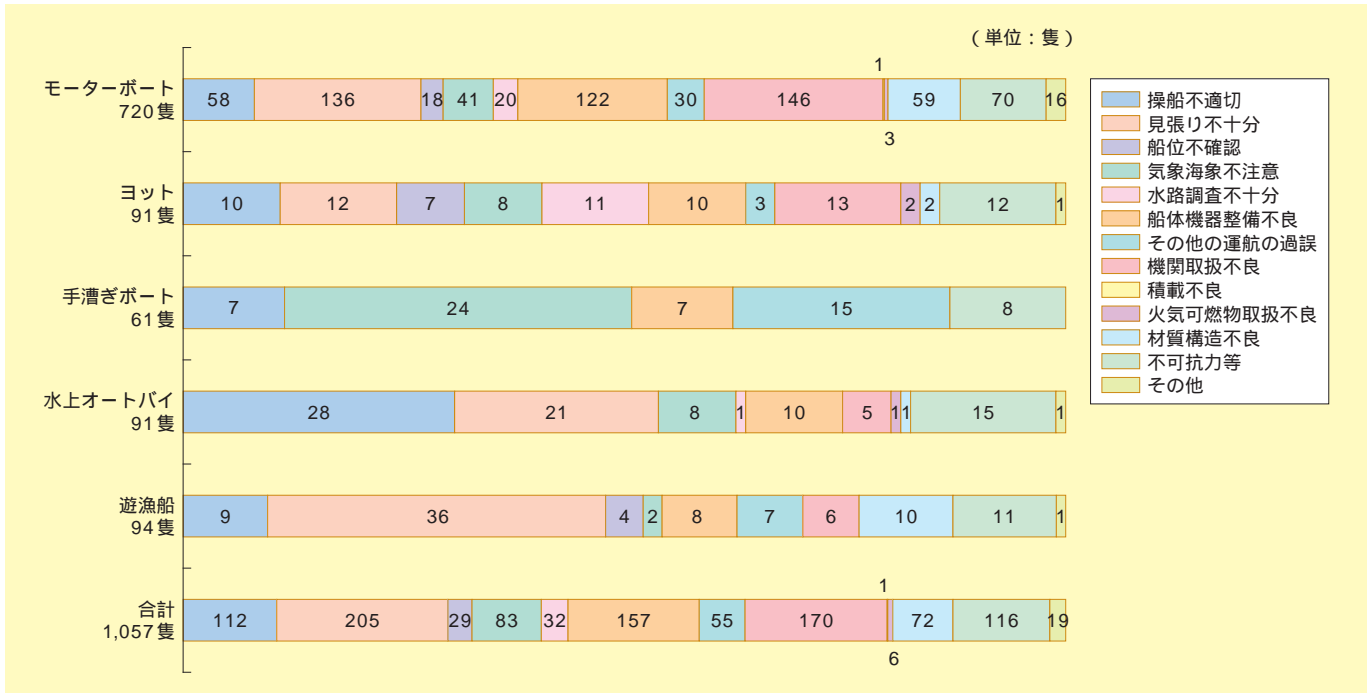 (単位:隻)
モーターボート
720隻
58 136 18 41 20 122 30 146 1 3 59 70 16
ヨット
91隻
10 12 7 8 11 10 3 13 2 2 12 1
手漕ぎボート
61隻
7 24 7 15 8
水上オートバイ
91隻
28 21 8 1 10 5 1 1 15 1
遊漁船
94隻
9 36 4 2 8 7 6 10 11 1
合計
1,057隻
112 205 29 83 32 157 55 170 1 6 72 116 19
操船不適切
見張り不十分
船位不確認
気象海象不注意
水路調査不十分
船体機器整備不良
その他の運航の過誤
機関取扱不良
積載不良
火気可燃物取扱不良
材質構造不良
不可抗力等
その他